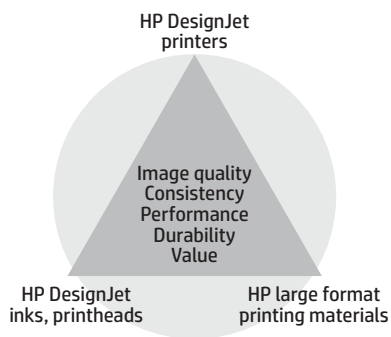 HP DesignJet
printers
Image quality
Consistency
Performance
Durability
Value
HP DesignJet
inks, printheads
HP large format
printing materials